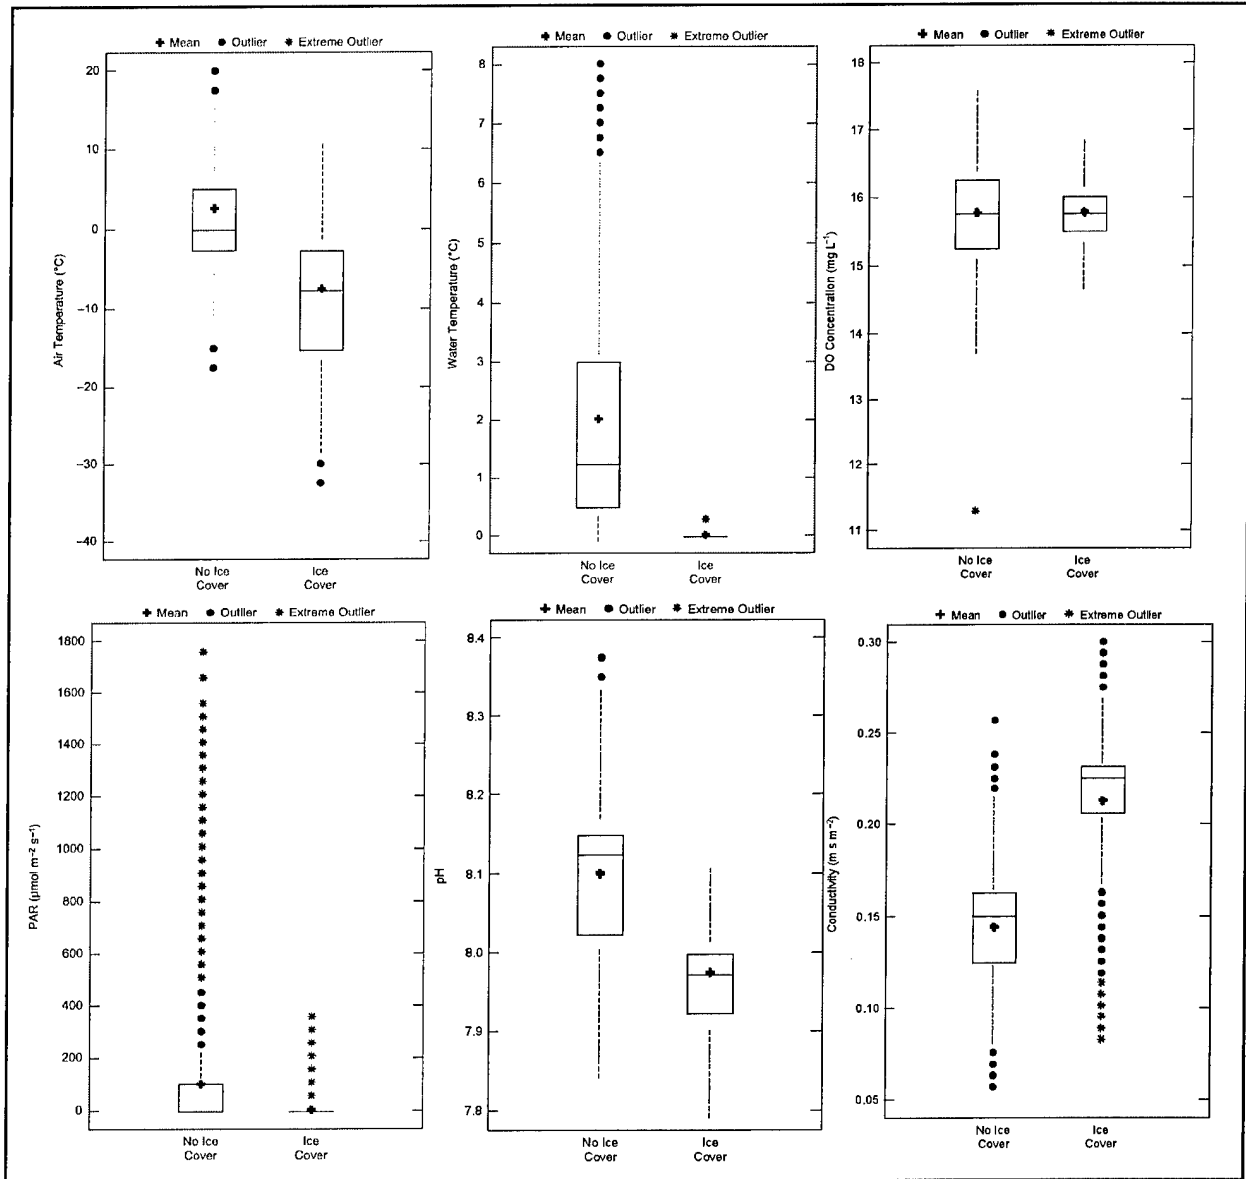 Mean Outlier Extreme Outlier
20
10
0
−10
−20
−30
−40
Air Temperature (°C)
No Ice Cover
Ice Cover
Mean Outlier Extreme Outlier
8
7
6
5
4
3
2
1
0
Water Temperature (°C)
No Ice Cover
Ice Cover
Mean Outlier Extreme Outlier
18
17
16
15
14
13
12
11
DO Concentration (mg L⁻¹)
No Ice Cover
Ice Cover
Mean Outlier Extreme Outlier
1800
1600
1400
1200
1000
800
600
400
200
0
PAR (µmol m⁻² s⁻¹)
No Ice Cover
Ice Cover
Mean Outlier Extreme Outlier
8.4
8.3
8.2
8.1
8.0
7.9
7.8
pH
No Ice Cover
Ice Cover
Mean Outlier Extreme Outlier
0.30
0.25
0.20
0.15
0.10
0.05
Conductivity (m s m⁻²)
No Ice Cover
Ice Cover